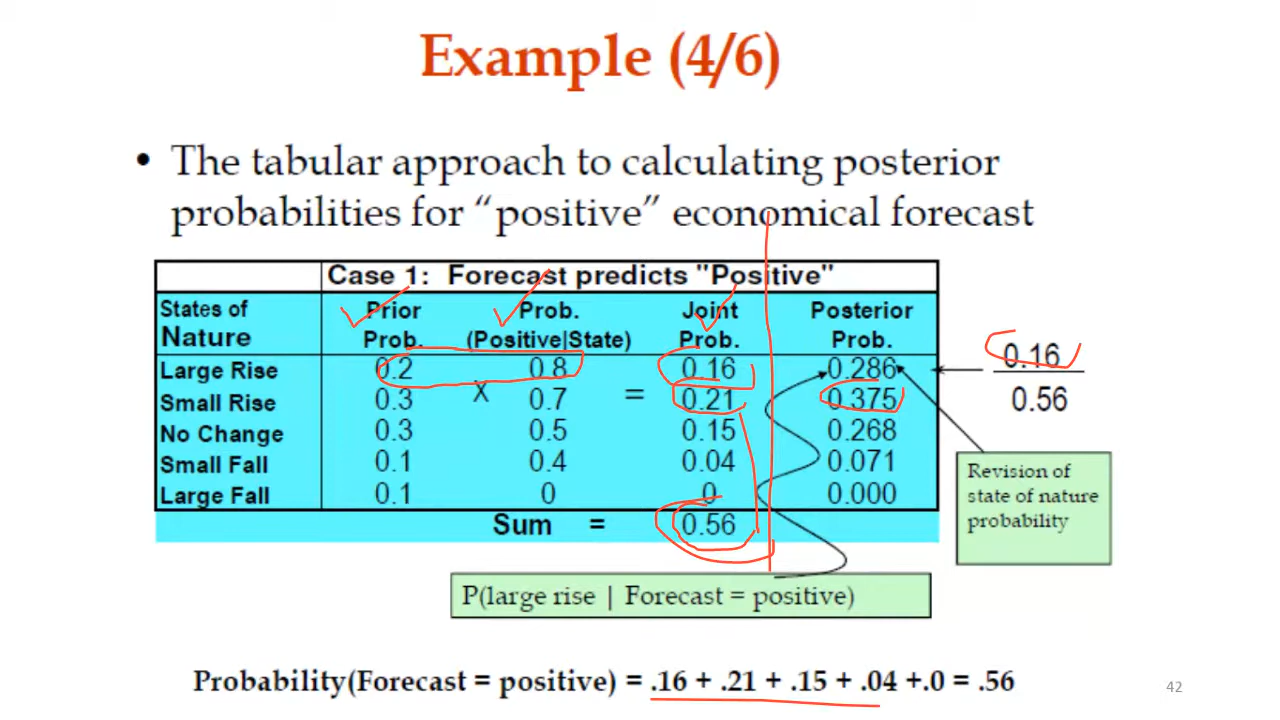 Example (4/6)
• The tabular approach to calculating posterior
probabilities for “positive” economical forecast
Case 1: Forecast predicts "Positive"
States of Nature Prior Prob. Prob. (Positive|State) Joint Prob. Posterior Prob.
Large Rise 0.2 0.8 0.16 0.286
Small Rise 0.3 X 0.7 = 0.21 0.375
No Change 0.3 0.5 0.15 0.268
Small Fall 0.1 0.4 0.04 0.071
Large Fall 0.1 0 0 0.000
Sum = 0.56
0.16
0.56
Revision of
state of nature
probability
P(large rise | Forecast = positive)
Probability(Forecast = positive) = .16 + .21 + .15 + .04 +.0 = .56
42